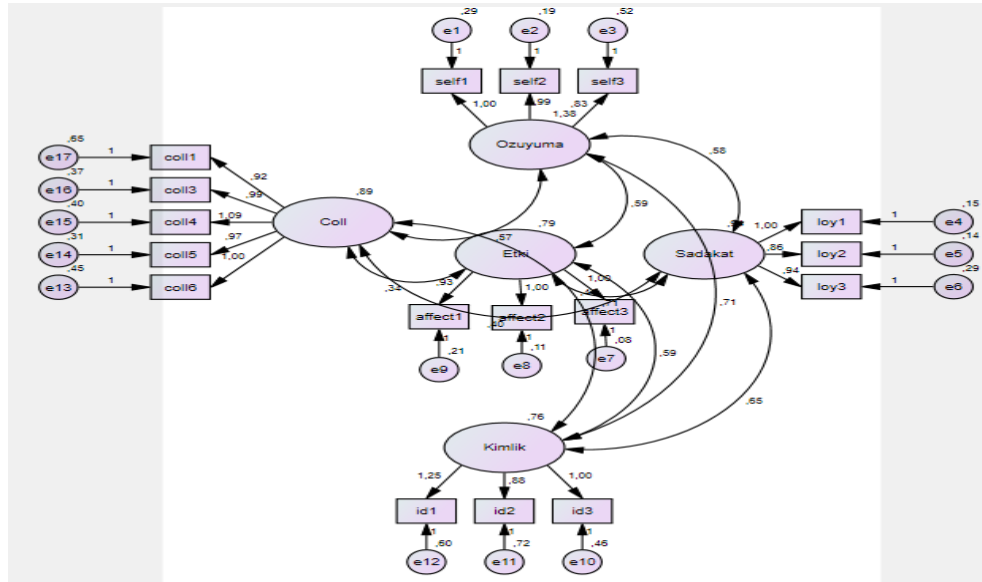 ,29 ,19 ,52
e1 e2 e3
1 1 1
self1 self2 self3
1,00 ,99 ,83
1,38
Ozuyuma
,65
e17 1 coll1
,37
e16 1 coll3
,40
e15 1 coll4
,31
e14 1 coll5
,45
e13 1 coll6
,92
,99
1,09
,97
1,00
,89
Coll
,58
,59
,79
,57
Etki
Sadakat
1,00
,86
,94
loy1 1 e4
,15
loy2 1 e5
,14
loy3 1 e6
,29
,34
,93
1,00
1,00
,71
,71
,40
affect1 affect2 affect3
1 1 1
,21 ,11 ,08
e9 e8 e7
,59
,65
,76
Kimlik
1,25 ,88 1,00
id1 id2 id3
1 1 1
,60 ,72 ,46
e12 e11 e10